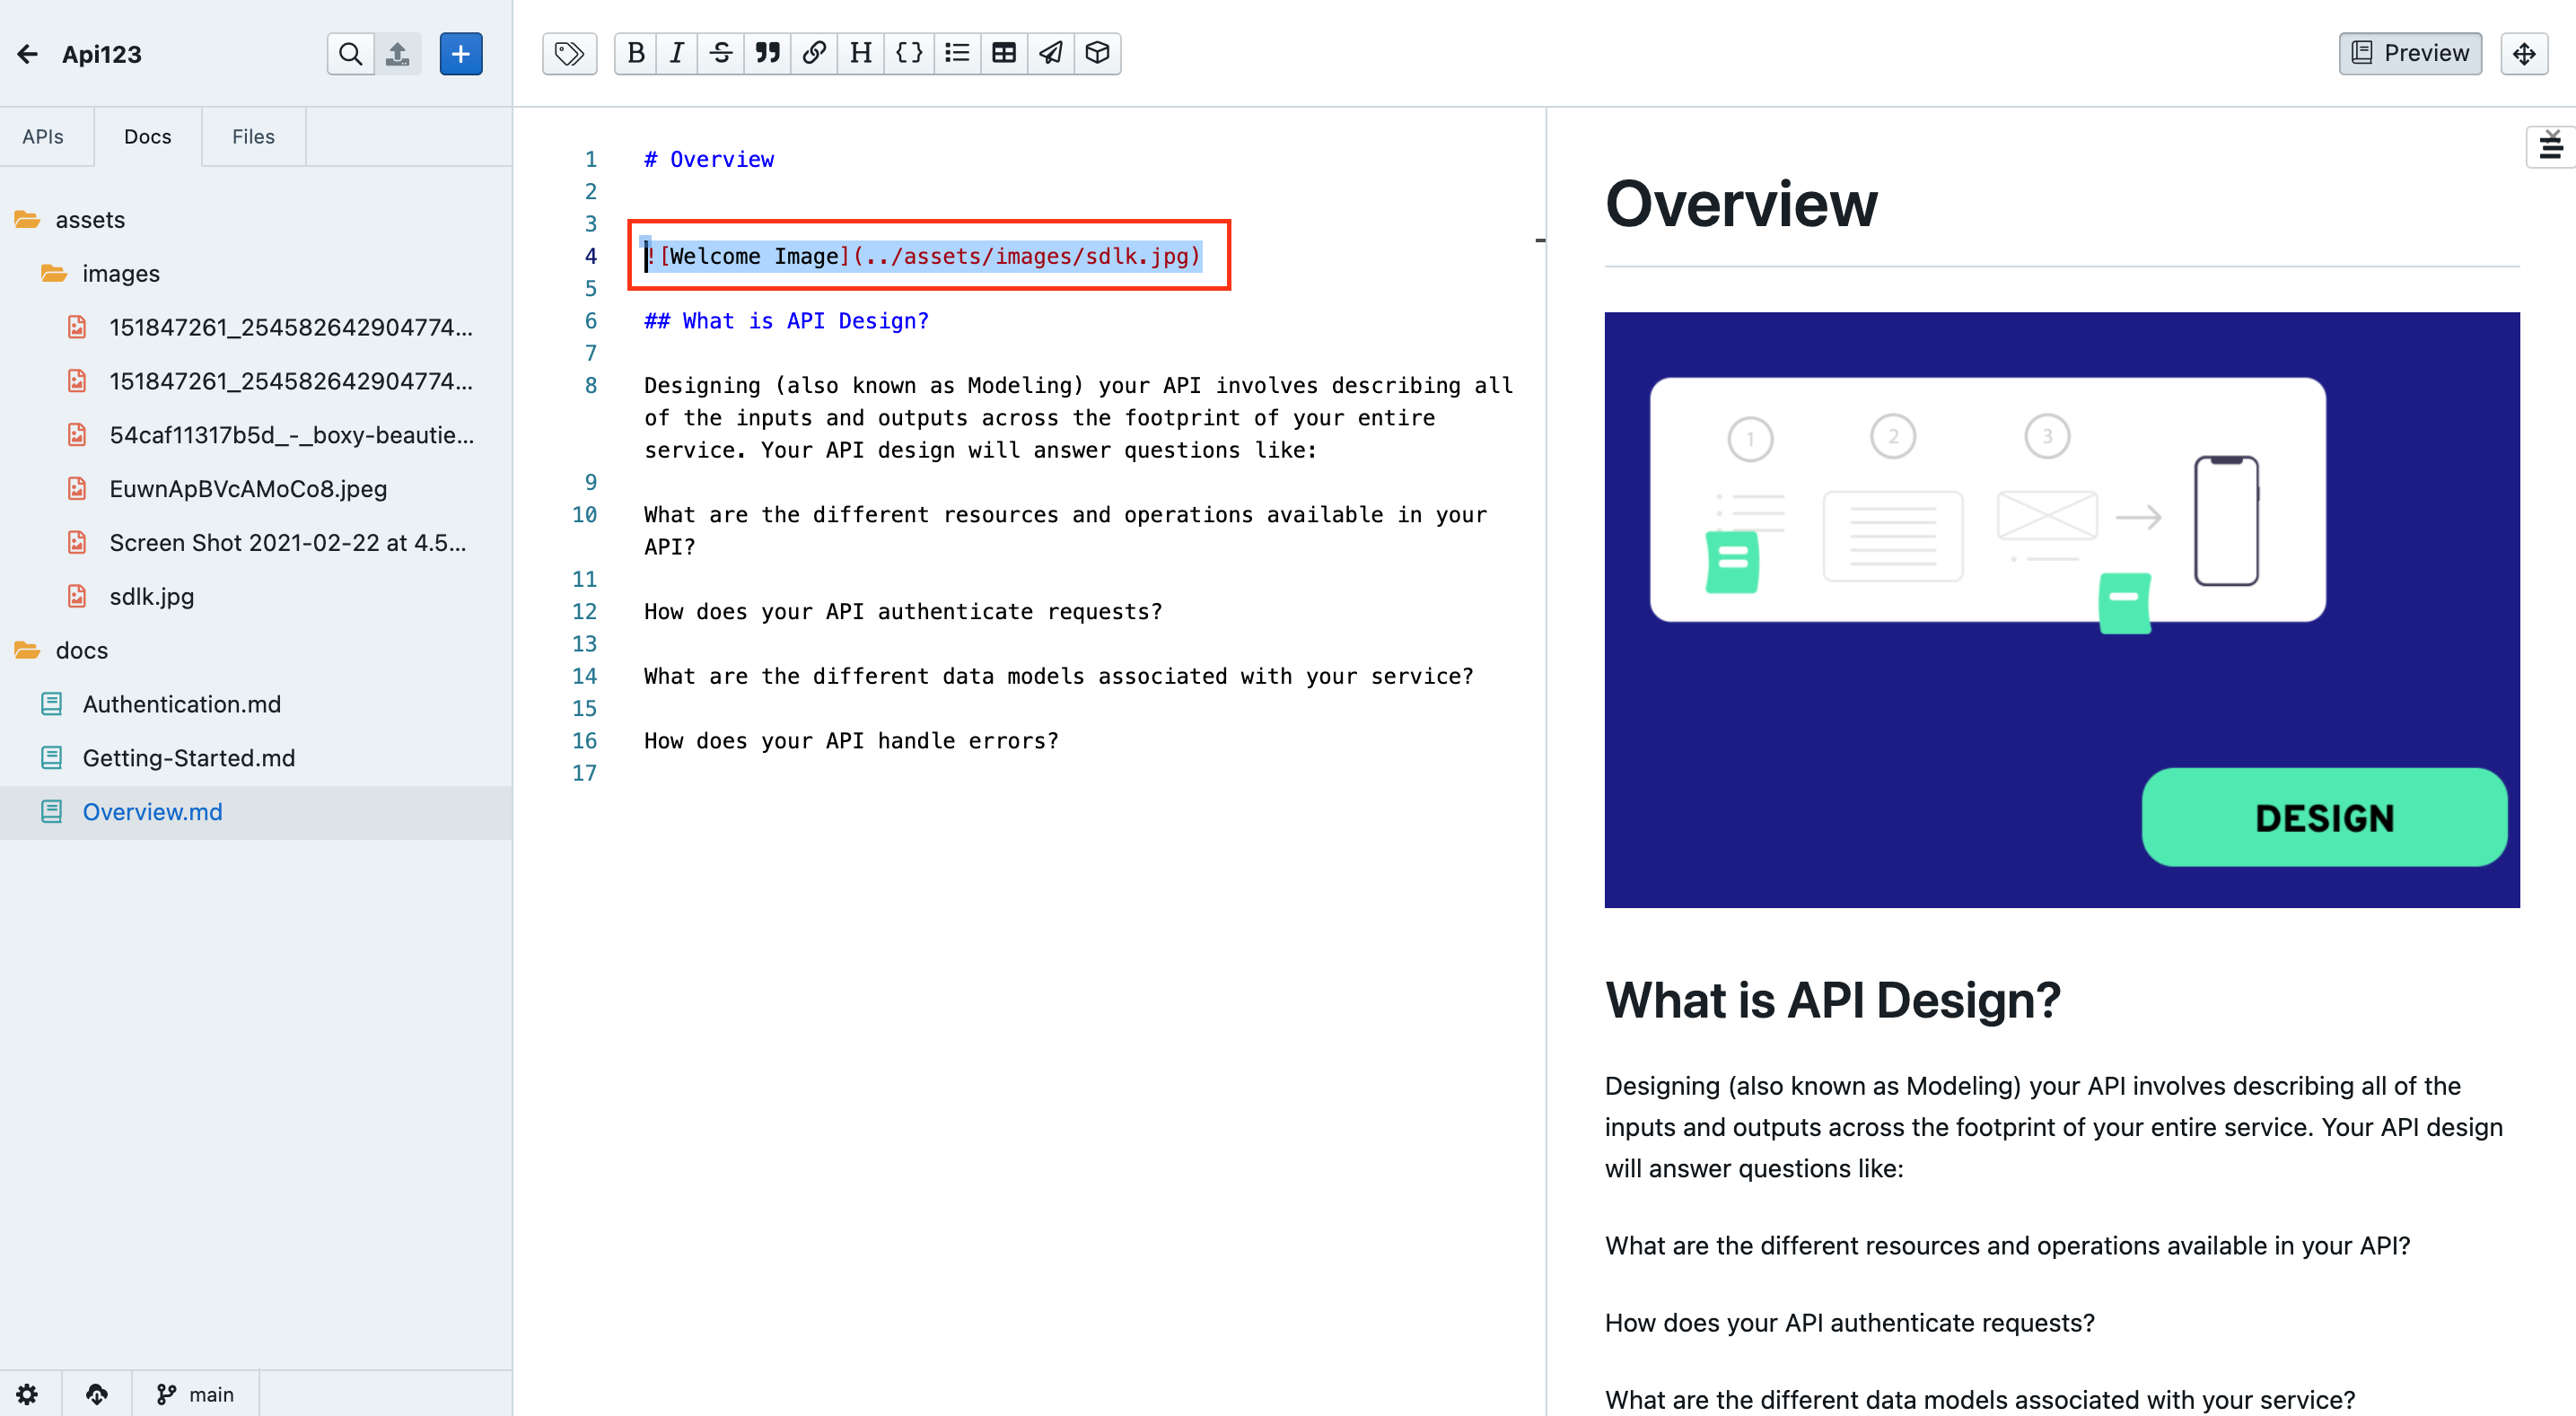 Api123
B I H {}
Preview
APIs
Docs
Files
assets
images
151847261_254582642904774...
151847261_254582642904774...
54caf11317b5d_-_boxy-beautie...
EuwnApBVcAMoCo8.jpeg
Screen Shot 2021-02-22 at 4.5...
sdlk.jpg
docs
Authentication.md
Getting-Started.md
Overview.md
main
1 # Overview
2
3
4 ![Welcome Image](../assets/images/sdlk.jpg)
5
6 ## What is API Design?
7
8 Designing (also known as Modeling) your API involves describing all
of the inputs and outputs across the footprint of your entire
service. Your API design will answer questions like:
9
10 What are the different resources and operations available in your
API?
11
12 How does your API authenticate requests?
13
14 What are the different data models associated with your service?
15
16 How does your API handle errors?
17
Overview
1 2 3
DESIGN
What is API Design?
Designing (also known as Modeling) your API involves describing all of the
inputs and outputs across the footprint of your entire service. Your API design
will answer questions like:
What are the different resources and operations available in your API?
How does your API authenticate requests?
What are the different data models associated with your service?